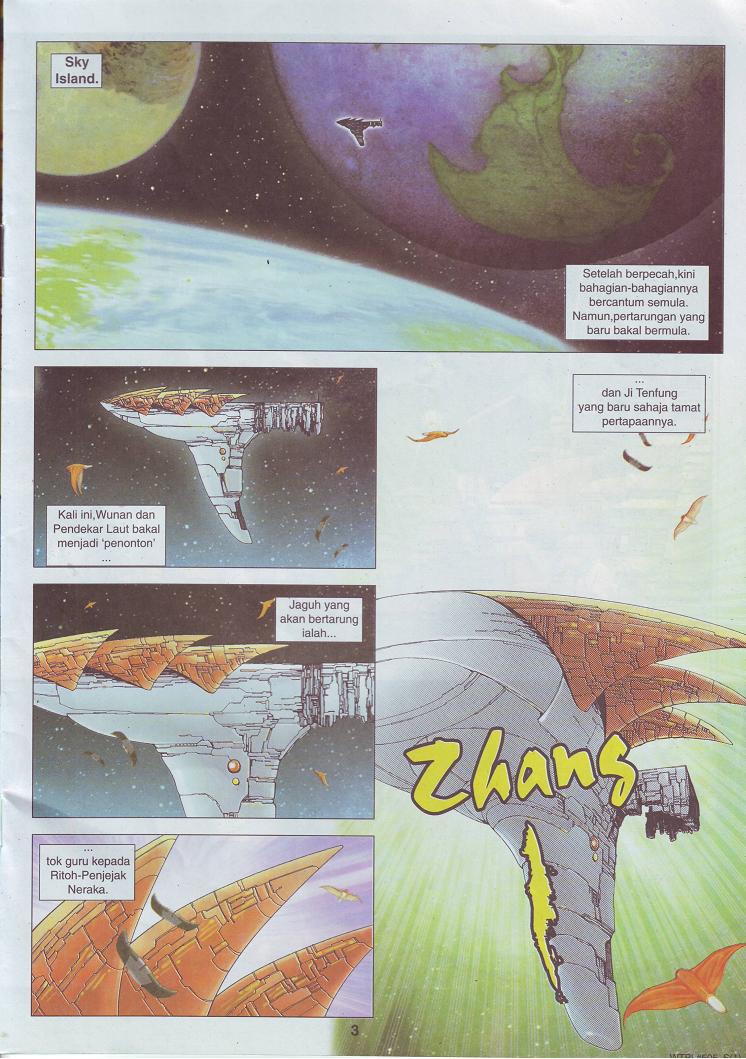 Sky
Island.
Setelah berpecah,kini
bahagian-bahagiannya
bercantum semula.
Namun,pertarungan yang
baru bakal bermula.
Kali ini,Wunan dan
Pendekar Laut bakal
menjadi ‘penonton’
...
Jaguh yang
akan bertarung
ialah...
...
tok guru kepada
Ritoh-Penjejak
Neraka.
...
dan Ji Tenfung
yang baru sahaja tamat
pertapaannya.
Zhang
3